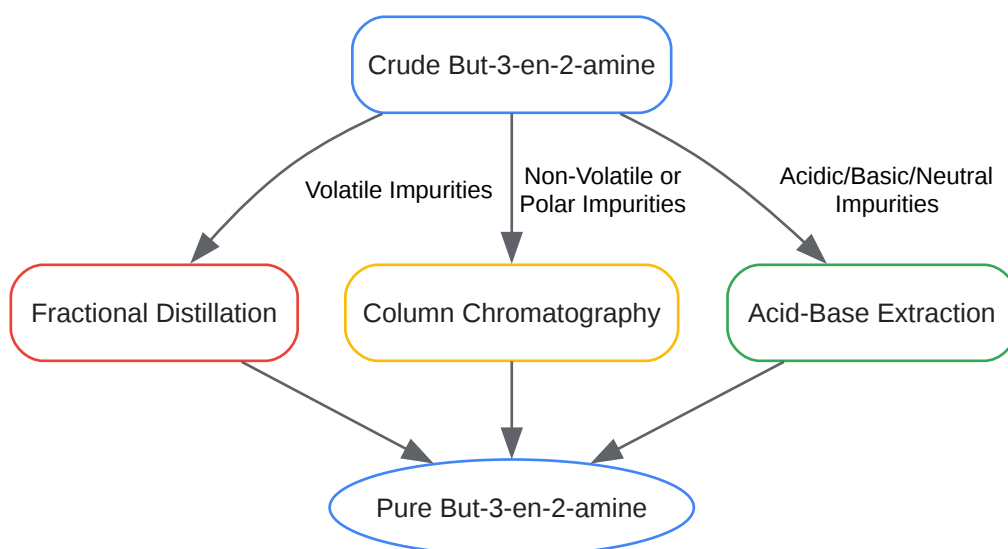 Crude But-3-en-2-amine
Volatile Impurities
Non-Volatile or
Polar Impurities
Acidic/Basic/Neutral
Impurities
Fractional Distillation
Column Chromatography
Acid-Base Extraction
Pure But-3-en-2-amine